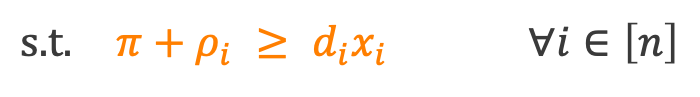 s.t. π + ρᵢ ≥ dᵢxᵢ ∀i ∈ [n]